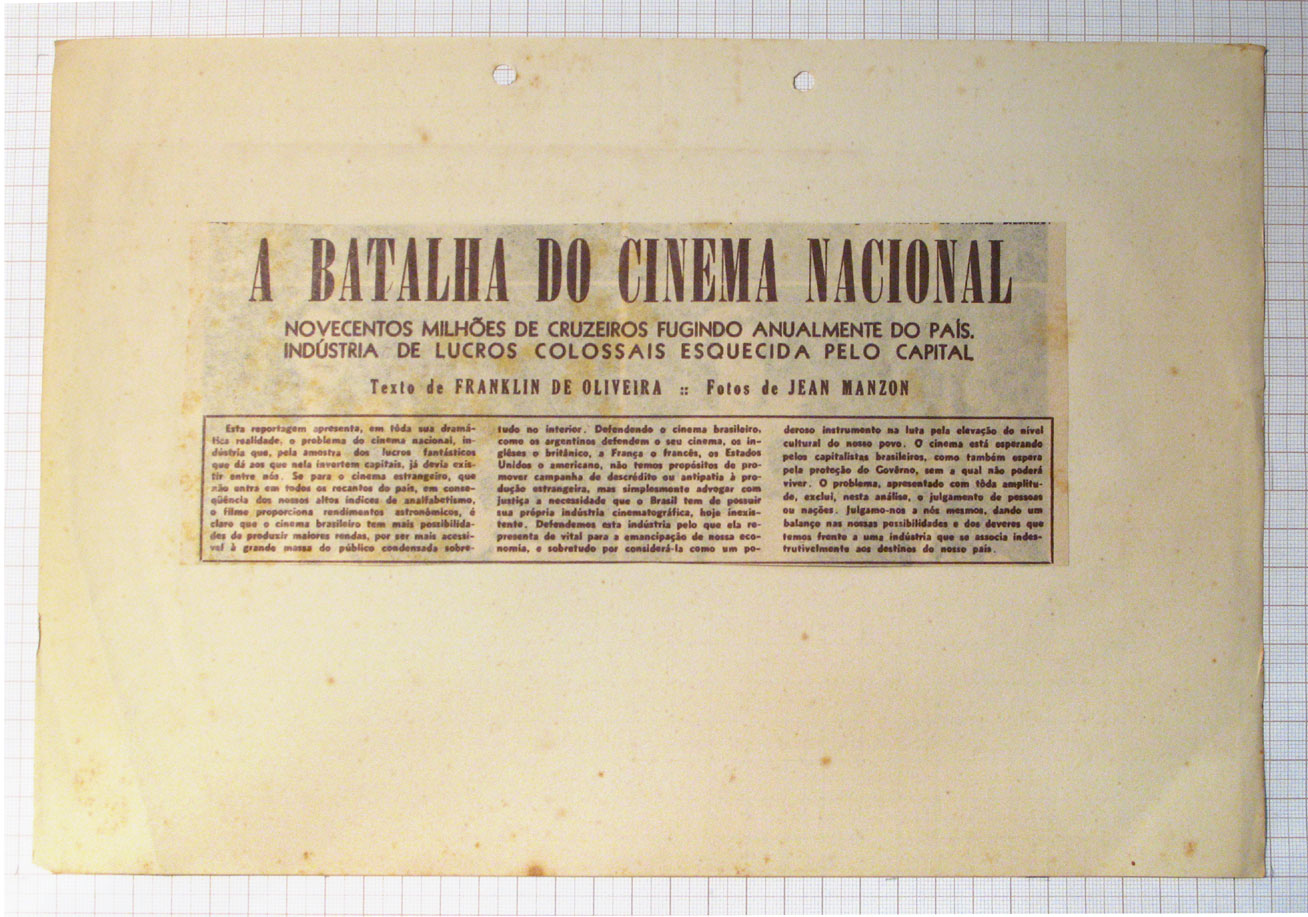 A BATALHA DO CINEMA NACIONAL
NOVECENTOS MILHÕES DE CRUZEIROS FUGINDO ANUALMENTE DO PAÍS.
INDÚSTRIA DE LUCROS COLOSSAIS ESQUECIDA PELO CAPITAL
Texto de FRANKLIN DE OLIVEIRA :: Fotos de JEAN MANZON
Esta reportagem apresenta, em tôda sua dramá-
tica realidade, o problema do cinema nacional, in-
dústria que, pela amostra dos lucros fantásticos
que dá aos que nela invertem capitais, já devia exis-
tir entre nós. Se para o cinema estrangeiro, que
não entra em todos os recantos do país, em conse-
qüência dos nossos altos índices de analfabetismo,
o filme proporciona rendimentos astronômicos, é
claro que o cinema brasileiro tem mais possibilida-
des de produzir maiores rendas, por ser mais acessí-
vel à grande massa do público condensada sobre-
tudo no interior. Defendendo o cinema brasileiro,
como os argentinos defendem o seu cinema, os in-
glêses o britânico, a França o francês, os Estados
Unidos o americano, não temos propósitos de pro-
mover campanha de descrédito ou antipatia à pro-
dução estrangeira, mas simplesmente advogar com
justiça a necessidade que o Brasil tem de possuir
sua própria indústria cinematográfica, hoje inexis-
tente. Defendemos esta indústria pelo que ela re-
presenta de vital para a emancipação de nossa eco-
nomia, e sobretudo por considerá-la como um po-
deroso instrumento na luta pela elevação do nível
cultural do nosso povo. O cinema está esperando
pelos capitalistas brasileiros, como também espera
pela proteção do Govêrno, sem a qual não poderá
viver. O problema, apresentado com tôda amplitu-
de, exclui, nesta análise, o julgamento de pessoas
ou nações. Julgamo-nos a nós mesmos, dando um
balanço nas nossas possibilidades e dos deveres que
temos frente a uma indústria que se associa indes-
trutivelmente aos destinos do nosso país.